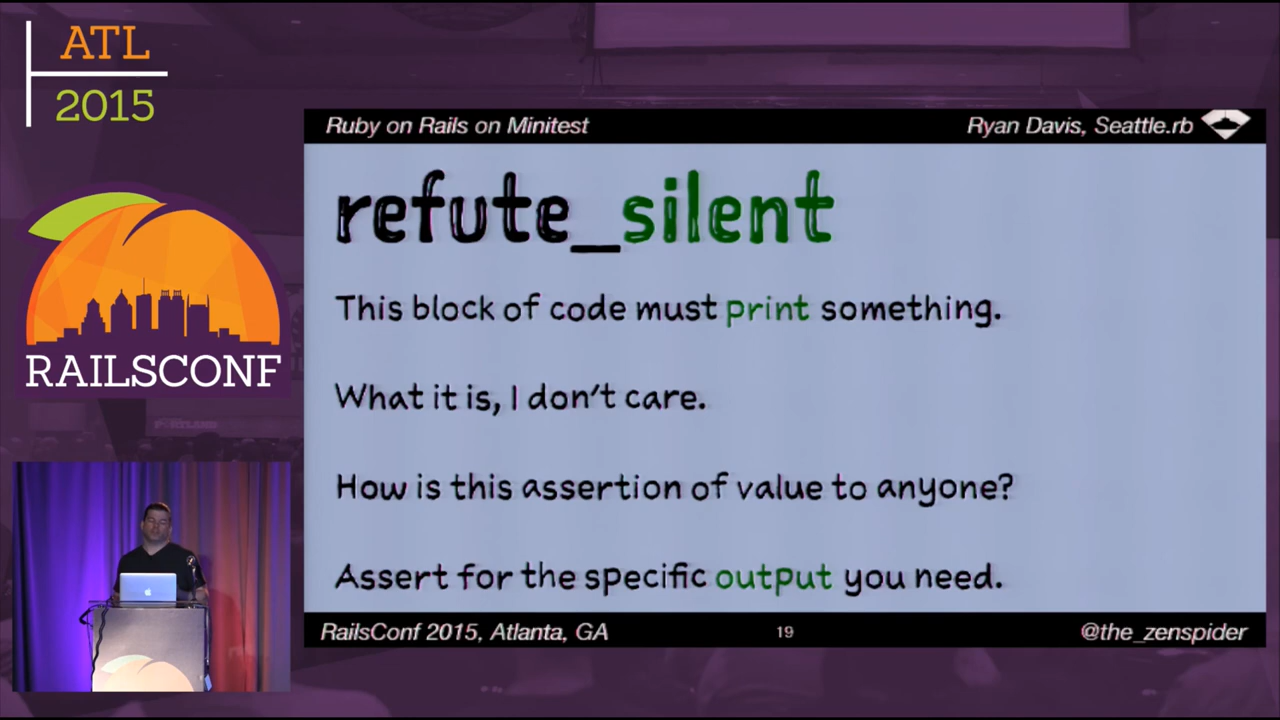 ATL
2015
RAILSCONF
Ruby on Rails on Minitest
Ryan Davis, Seattle.rb
refute_silent
This block of code must print something.
What it is, I don't care.
How is this assertion of value to anyone?
Assert for the specific output you need.
RailsConf 2015, Atlanta, GA
19
@the_zenspider